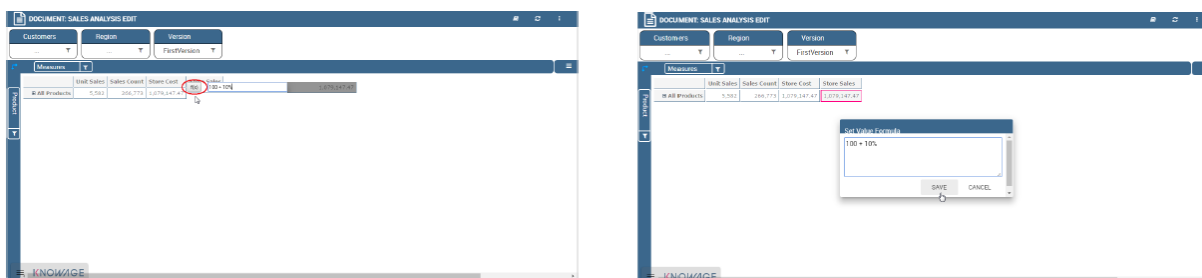 DOCUMENT: SALES ANALYSIS EDIT
Customers Region Version
... ... FirstVersion
Measures
Unit Sales Sales Count Store Cost Sales
f(x) 100 + 10% 1,079,147.47
All Products 5,582 266,773 1,079,147.47
Product
KNOWAGE
DOCUMENT: SALES ANALYSIS EDIT
Customers Region Version
... ... FirstVersion
Measures
Unit Sales Sales Count Store Cost Store Sales
All Products 5,582 266,773 1,079,147.47 1,079,147.47
Product
Set Value Formula
100 + 10%
SAVE CANCEL
KNOWAGE